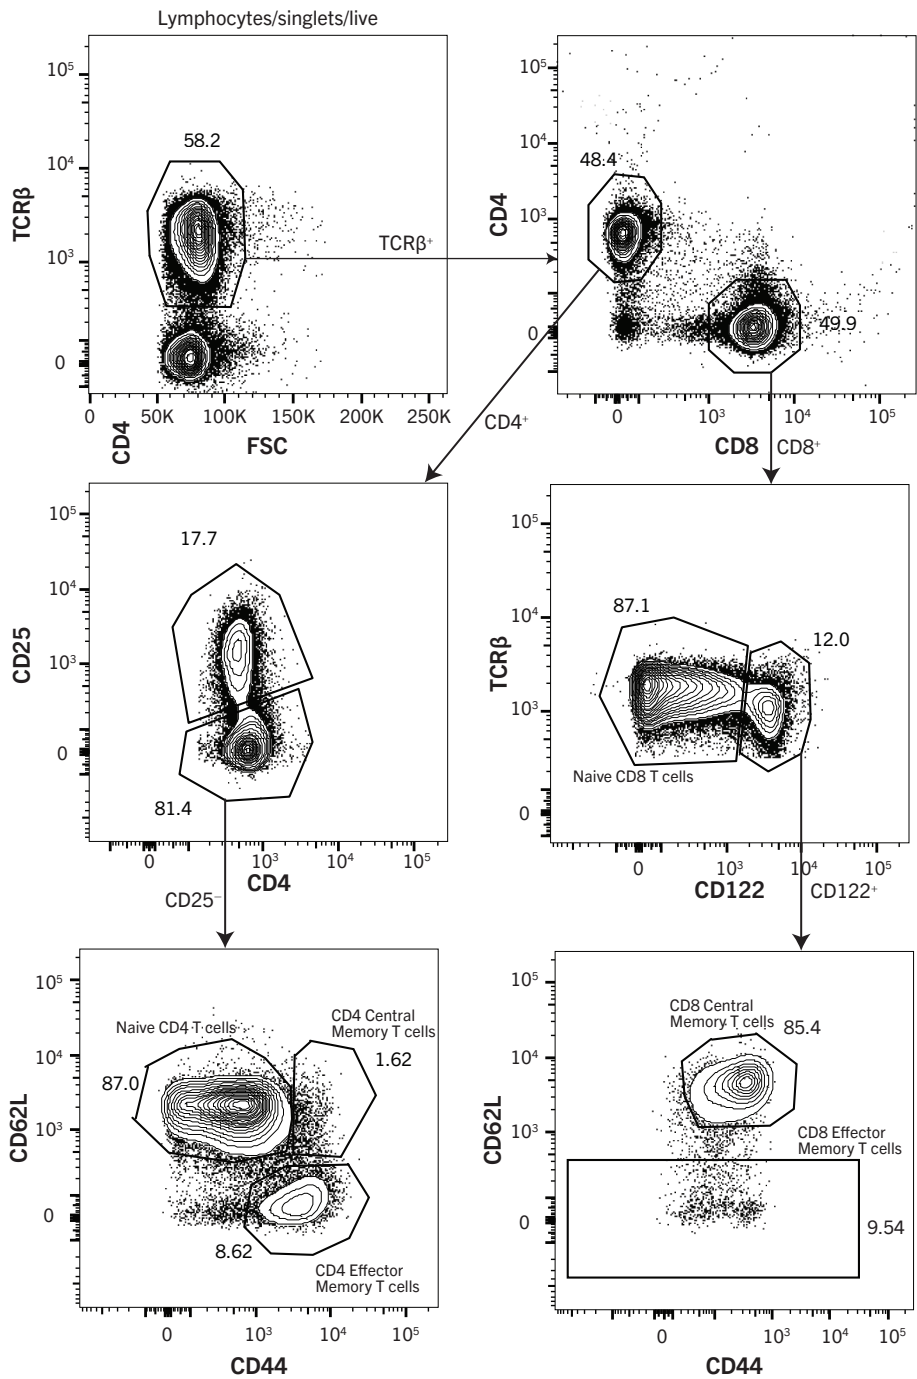 Lymphocytes/singlets/live
10⁵
10⁴
10³
0
TCRβ
58.2
TCRβ⁺
0
50K
100K
150K
200K
250K
FSC
10⁵
10⁴
10³
0
CD4
48.4
49.9
0
10³
10⁴
10⁵
CD8
CD4⁺
CD8⁺
CD4
10⁵
10⁴
10³
0
CD25
17.7
81.4
0
10³
10⁴
10⁵
CD4
CD25⁻
10⁵
10⁴
10³
0
TCRβ
87.1
12.0
Naive CD8 T cells
0
10³
10⁴
10⁵
CD122
CD122⁺
10⁵
10⁴
10³
0
CD62L
Naive CD4 T cells
87.0
CD4 Central
Memory T cells
1.62
8.62
CD4 Effector
Memory T cells
0
10³
10⁴
10⁵
CD44
10⁵
10⁴
10³
0
CD62L
CD8 Central
Memory T cells
85.4
CD8 Effector
Memory T cells
9.54
0
10³
10⁴
10⁵
CD44